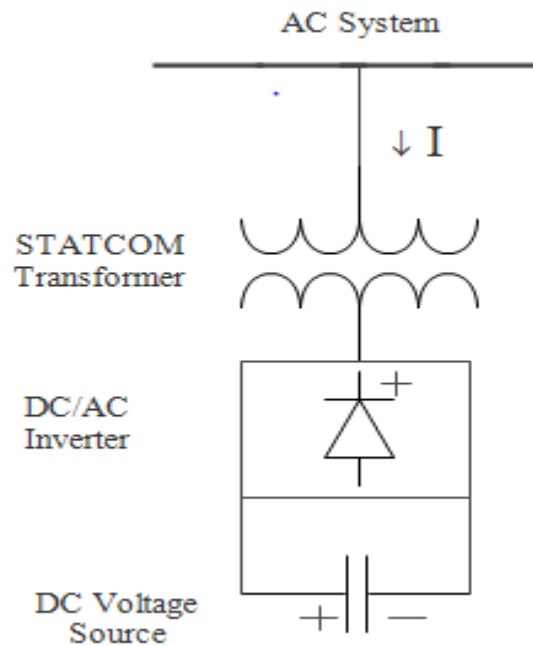 AC System
↓ I
STATCOM
Transformer
+
DC/AC
Inverter
DC Voltage
Source
+ −